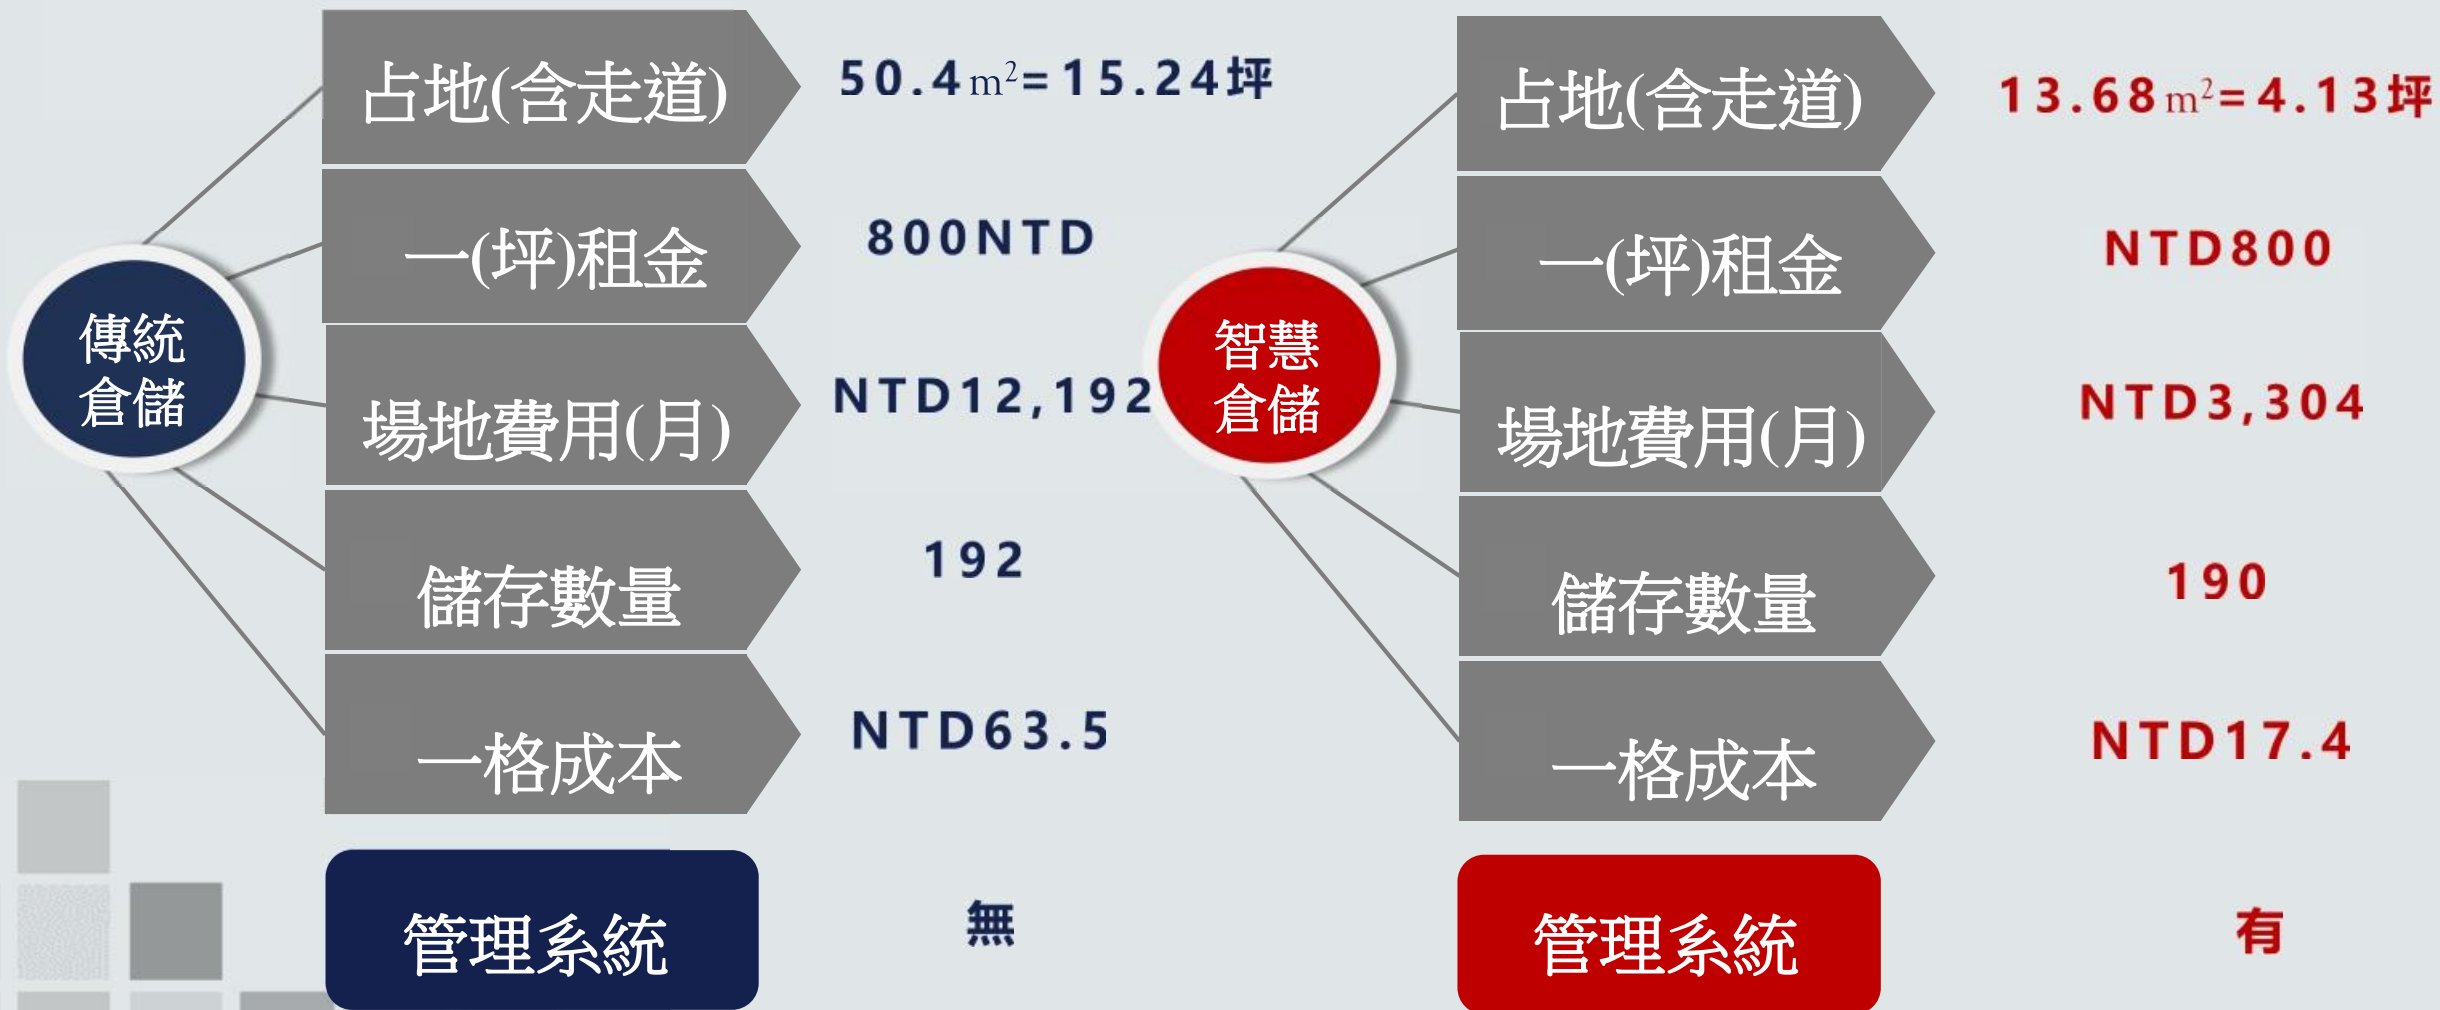 傳統
倉儲
占地(含走道)
50.4m²=15.24坪
一(坪)租金
800NTD
場地費用(月)
NTD12,192
儲存數量
192
一格成本
NTD63.5
管理系統
無
智慧
倉儲
占地(含走道)
13.68m²=4.13坪
一(坪)租金
NTD800
場地費用(月)
NTD3,304
儲存數量
190
一格成本
NTD17.4
管理系統
有